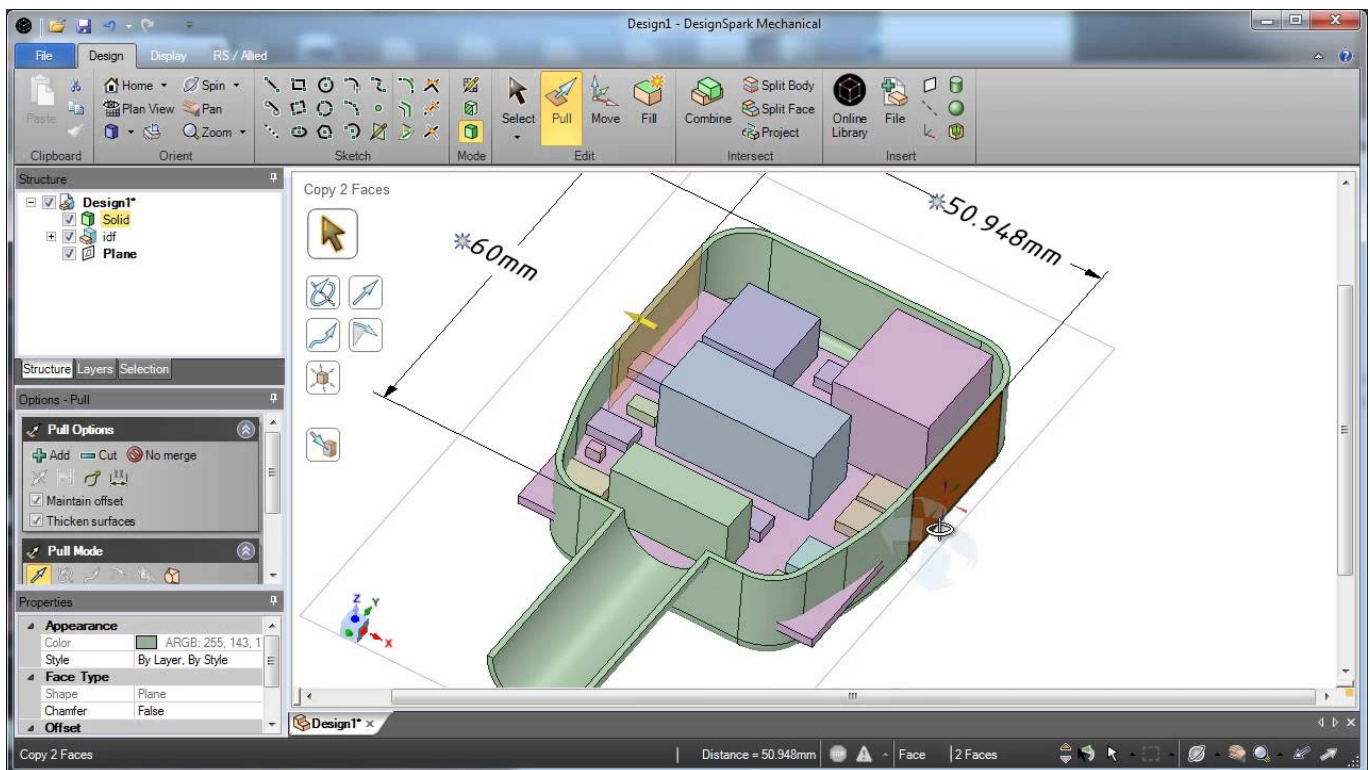 Design1 - DesignSpark Mechanical
File
Design
Display
RS / Allied
Paste
Home
Spin
Plan View
Pan
Zoom
Select
Pull
Move
Fill
Combine
Split Body
Split Face
Project
Online Library
File
Clipboard
Orient
Sketch
Mode
Edit
Intersect
Insert
Structure
Design1*
Solid
idf
Plane
Structure
Layers
Selection
Options - Pull
Pull Options
Add
Cut
No merge
Maintain offset
Thicken surfaces
Pull Mode
Properties
Appearance
Color
ARGB: 255, 143, 1
Style
By Layer, By Style
Face Type
Shape
Plane
Chamfer
False
Offset
Copy 2 Faces
60mm
50.948mm
Z
Y
X
Design1*
Copy 2 Faces
Distance = 50.948mm
Face
2 Faces